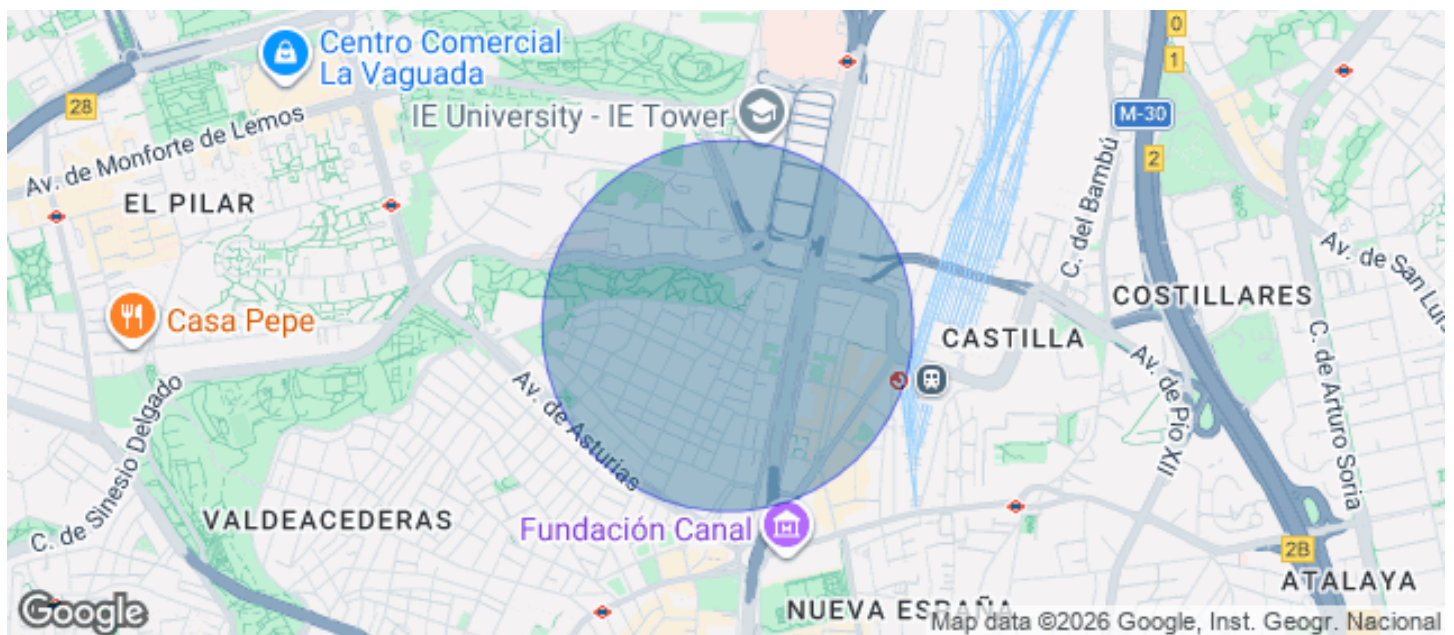 Centro Comercial
La Vaguada
28
Av. de Monforte de Lemos
IE University - IE Tower
0
1
M-30
2
EL PILAR
C. del Bambú
Av. de San Luis
COSTILLARES
Casa Pepe
CASTILLA
Av. de Pío XII
C. de Arturo Soria
Av. de Asturias
C. de Sinesio Delgado
VALDEACEDERAS
Fundación Canal
2B
ATALAYA
NUEVA ESPAÑA
Google
Map data ©2026 Google, Inst. Geogr. Nacional